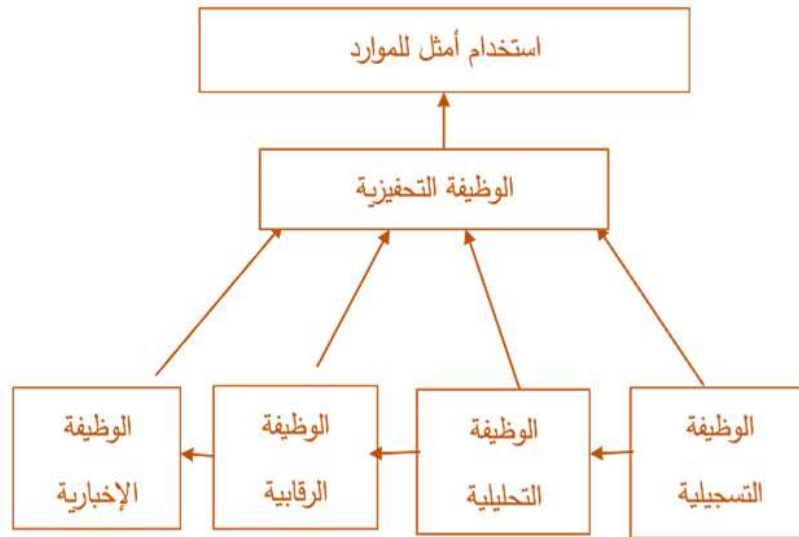 استخدام أمثل للموارد
الوظيفة التحفيزية
الوظيفة
التسجيلية
الوظيفة
التحليلية
الوظيفة
الرقابية
الوظيفة
الإخبارية